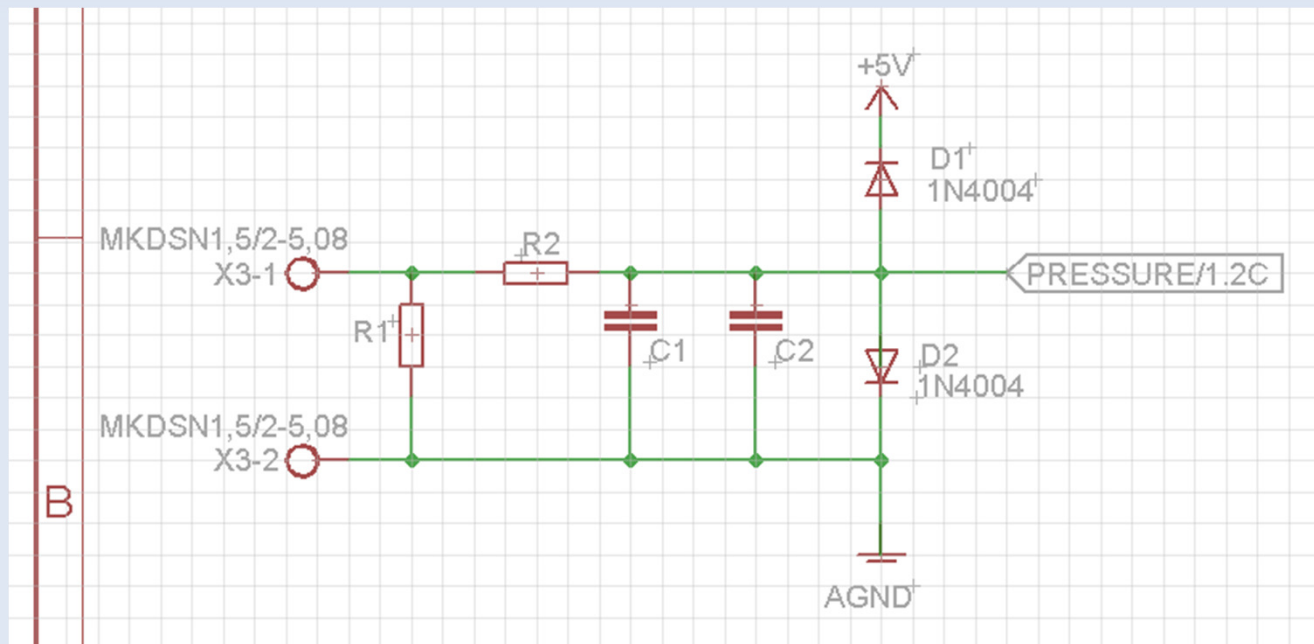 +5V
D1
1N4004
MKDSN1,5/2-5,08
X3-1
R2
PRESSURE/1.2C
R1
C1
C2
D2
1N4004
MKDSN1,5/2-5,08
X3-2
B
AGND